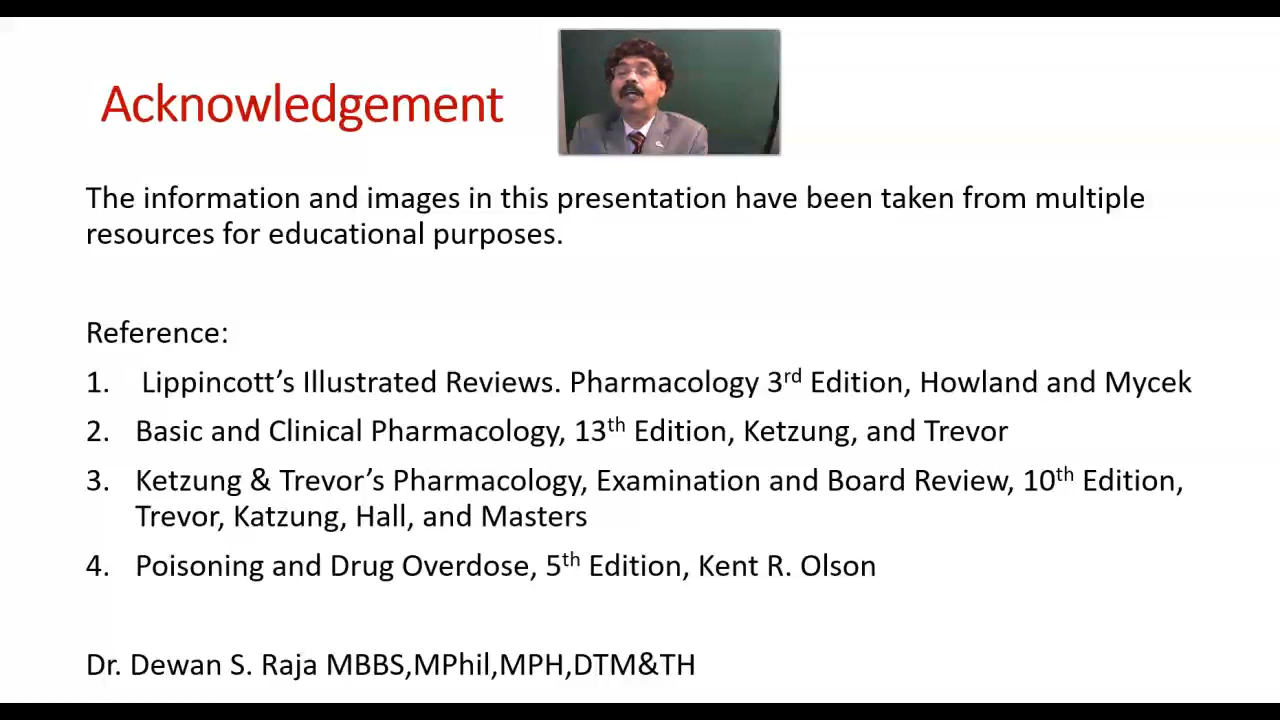 Acknowledgement
The information and images in this presentation have been taken from multiple
resources for educational purposes.
Reference:
1. Lippincott’s Illustrated Reviews. Pharmacology 3rd Edition, Howland and Mycek
2. Basic and Clinical Pharmacology, 13th Edition, Ketzung, and Trevor
3. Ketzung & Trevor’s Pharmacology, Examination and Board Review, 10th Edition,
Trevor, Katzung, Hall, and Masters
4. Poisoning and Drug Overdose, 5th Edition, Kent R. Olson
Dr. Dewan S. Raja MBBS,MPhil,MPH,DTM&TH